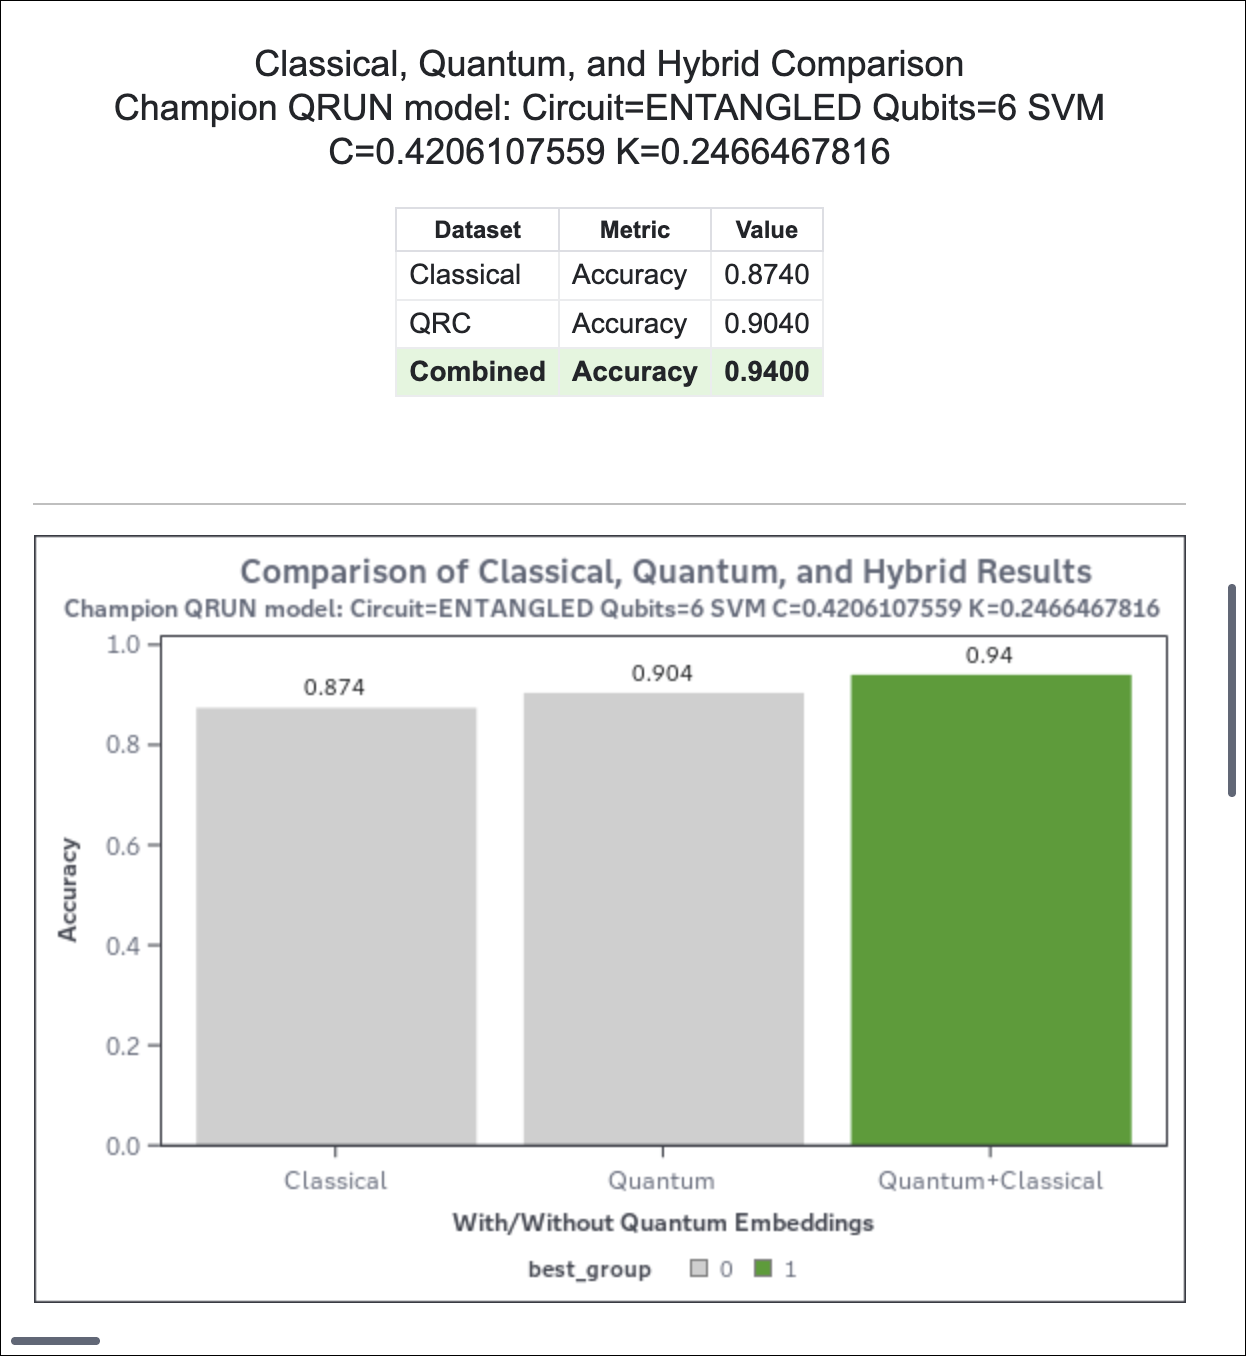 Classical, Quantum, and Hybrid Comparison
Champion QRUN model: Circuit=ENTANGLED Qubits=6 SVM
C=0.4206107559 K=0.2466467816
Dataset Metric Value
Classical Accuracy 0.8740
QRC Accuracy 0.9040
Combined Accuracy 0.9400
Comparison of Classical, Quantum, and Hybrid Results
Champion QRUN model: Circuit=ENTANGLED Qubits=6 SVM C=0.4206107559 K=0.2466467816
1.0
0.8
0.6
0.4
0.2
0.0
Accuracy
0.874
0.904
0.94
Classical Quantum Quantum+Classical
With/Without Quantum Embeddings
best_group 0 1